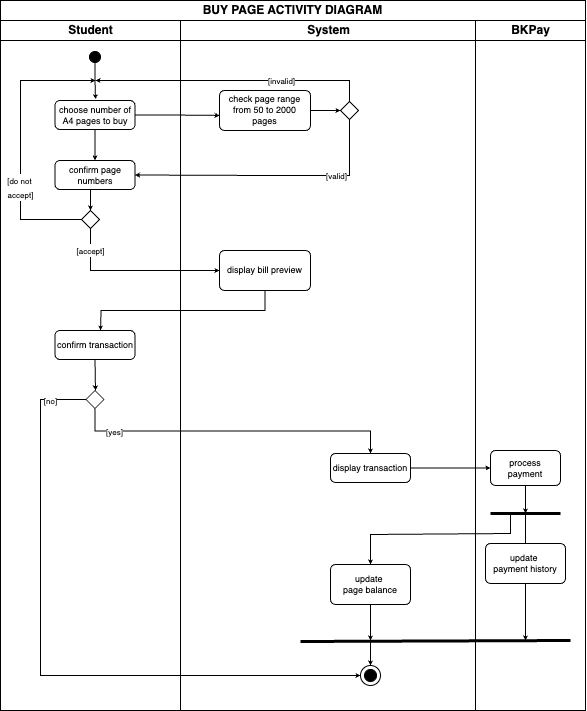 BUY PAGE ACTIVITY DIAGRAM
Student
System
BKPay
[invalid]
choose number of
A4 pages to buy
check page range
from 50 to 2000
pages
confirm page
numbers
[valid]
[do not
accept]
[accept]
display bill preview
confirm transaction
[no]
[yes]
display transaction
process
payment
update
payment history
update
page balance